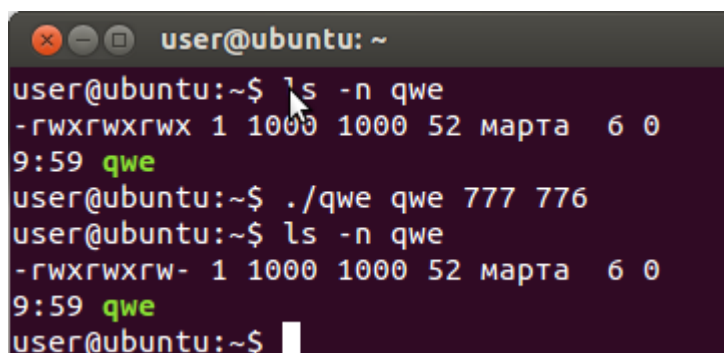 user@ubuntu: ~
user@ubuntu:~$ ls -n qwe
-rwxrwxrwx 1 1000 1000 52 марта  6 0
9:59 qwe
user@ubuntu:~$ ./qwe qwe 777 776
user@ubuntu:~$ ls -n qwe
-rwxrwxrw- 1 1000 1000 52 марта  6 0
9:59 qwe
user@ubuntu:~$